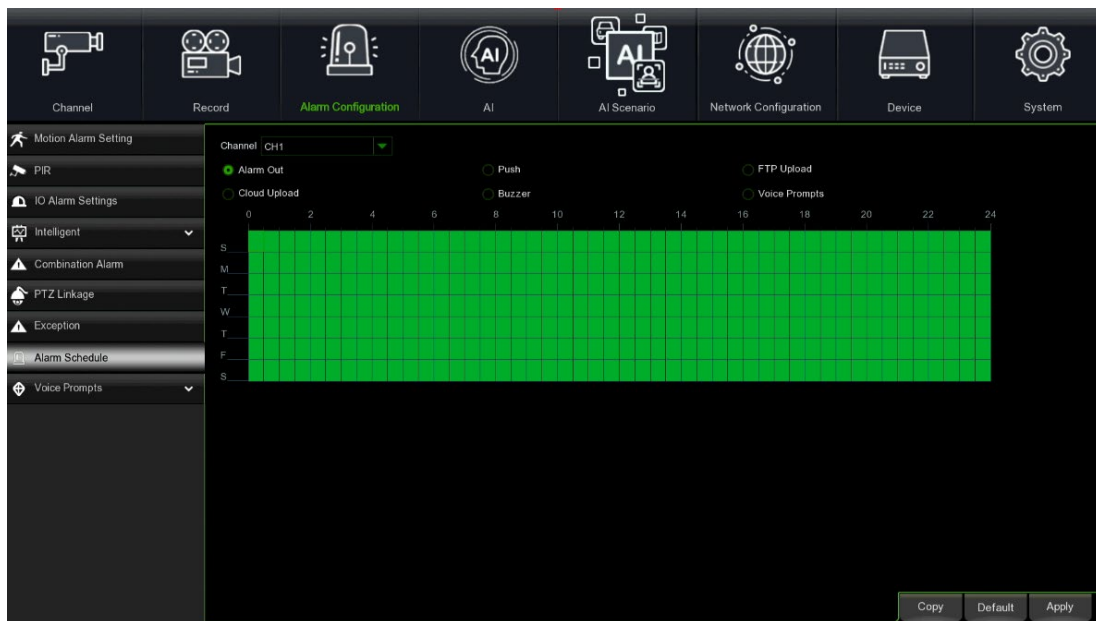 AI
AI
Channel Record Alarm Configuration AI AI Scenario Network Configuration Device System
Motion Alarm Setting
PIR
IO Alarm Settings
Intelligent
Combination Alarm
PTZ Linkage
Exception
Alarm Schedule
Voice Prompts
Channel CH1
Alarm Out Push FTP Upload
Cloud Upload Buzzer Voice Prompts
0 2 4 6 8 10 12 14 16 18 20 22 24
S
M
T
W
T
F
S
Copy Default Apply